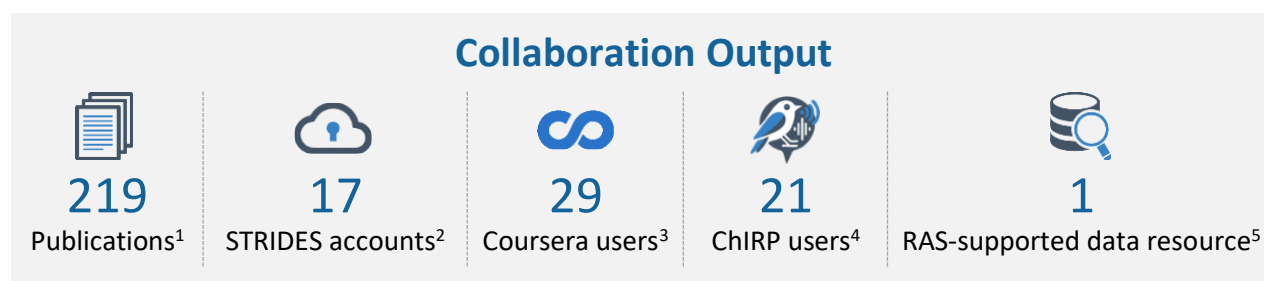 Collaboration Output
219
Publications¹
17
STRIDES accounts²
29
Coursera users³
21
ChIRP users⁴
1
RAS-supported data resource⁵